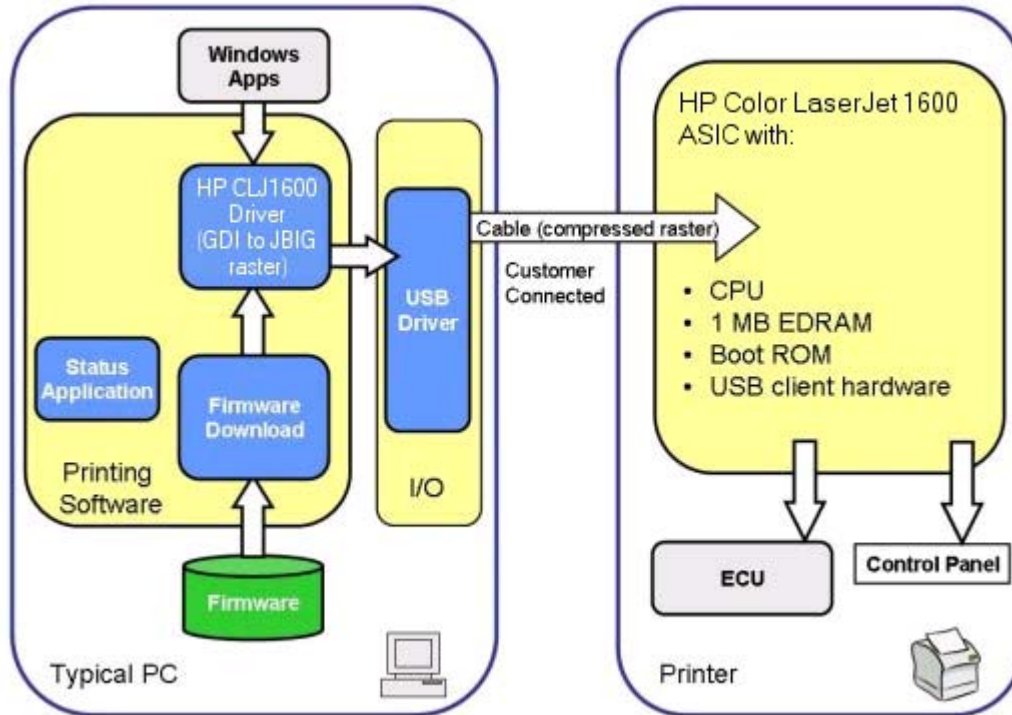 Windows
Apps
HP CLJ1600
Driver
(GDI to JBIG
raster)
Status
Application
Firmware
Download
Printing
Software
Firmware
Typical PC
USB
Driver
I/O
Cable (compressed raster)
Customer
Connected
HP Color LaserJet 1600
ASIC with:
• CPU
• 1 MB EDRAM
• Boot ROM
• USB client hardware
ECU
Control Panel
Printer